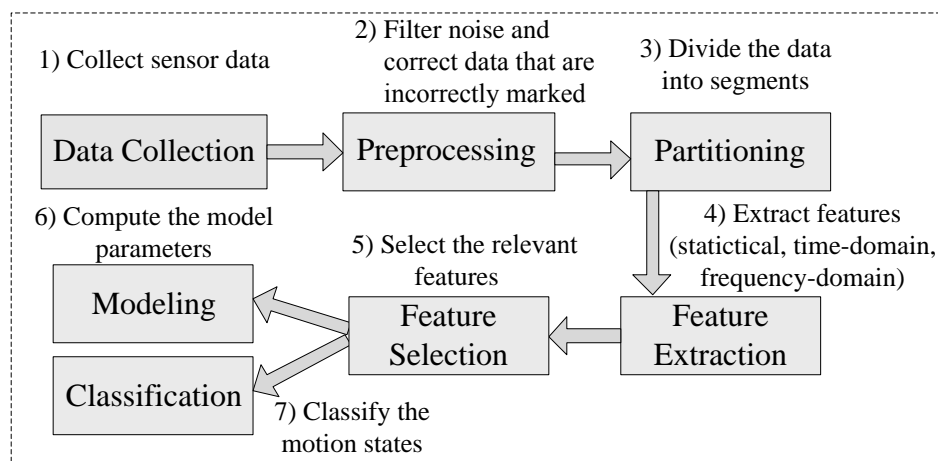 1) Collect sensor data
2) Filter noise and
correct data that are
incorrectly marked
3) Divide the data
into segments
Data Collection
Preprocessing
Partitioning
4) Extract features
(statictical, time-domain,
frequency-domain)
Feature
Extraction
5) Select the relevant
features
Feature
Selection
6) Compute the model
parameters
Modeling
Classification
7) Classify the
motion states